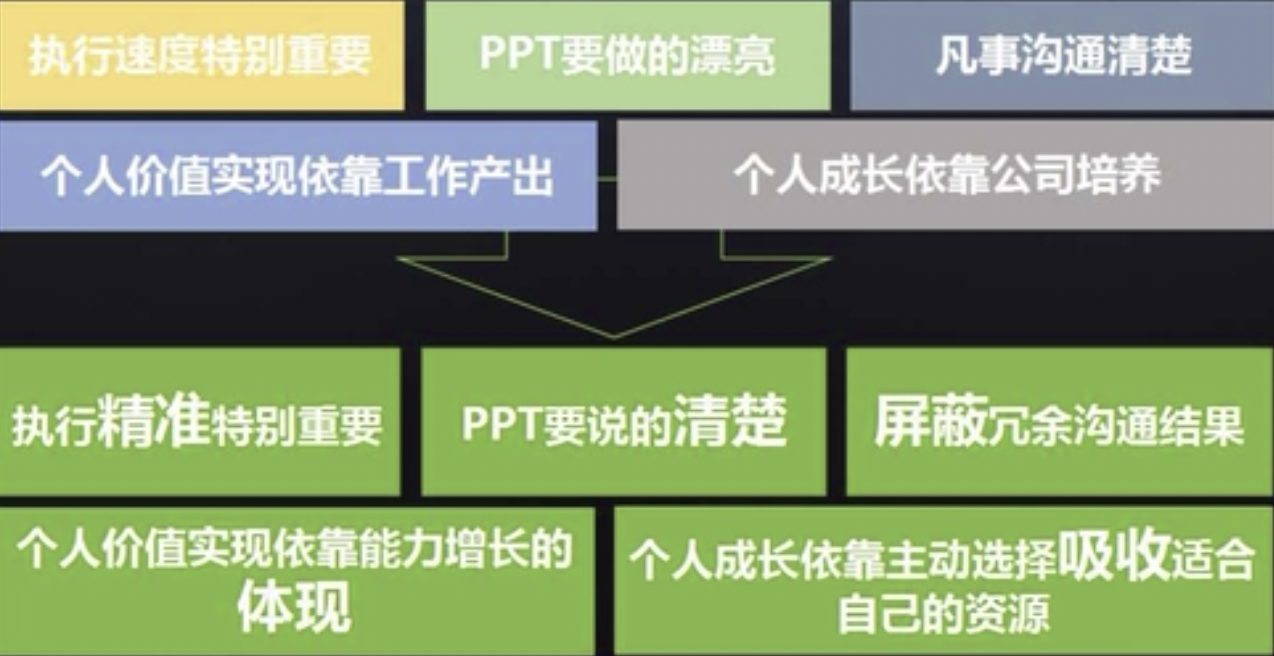 执行速度特别重要
PPT要做的漂亮
凡事沟通清楚
个人价值实现依靠工作产出
个人成长依靠公司培养
执行精准特别重要
PPT要说的清楚
屏蔽冗余沟通结果
个人价值实现依靠能力增长的
体现
个人成长依靠主动选择吸收适合
自己的资源